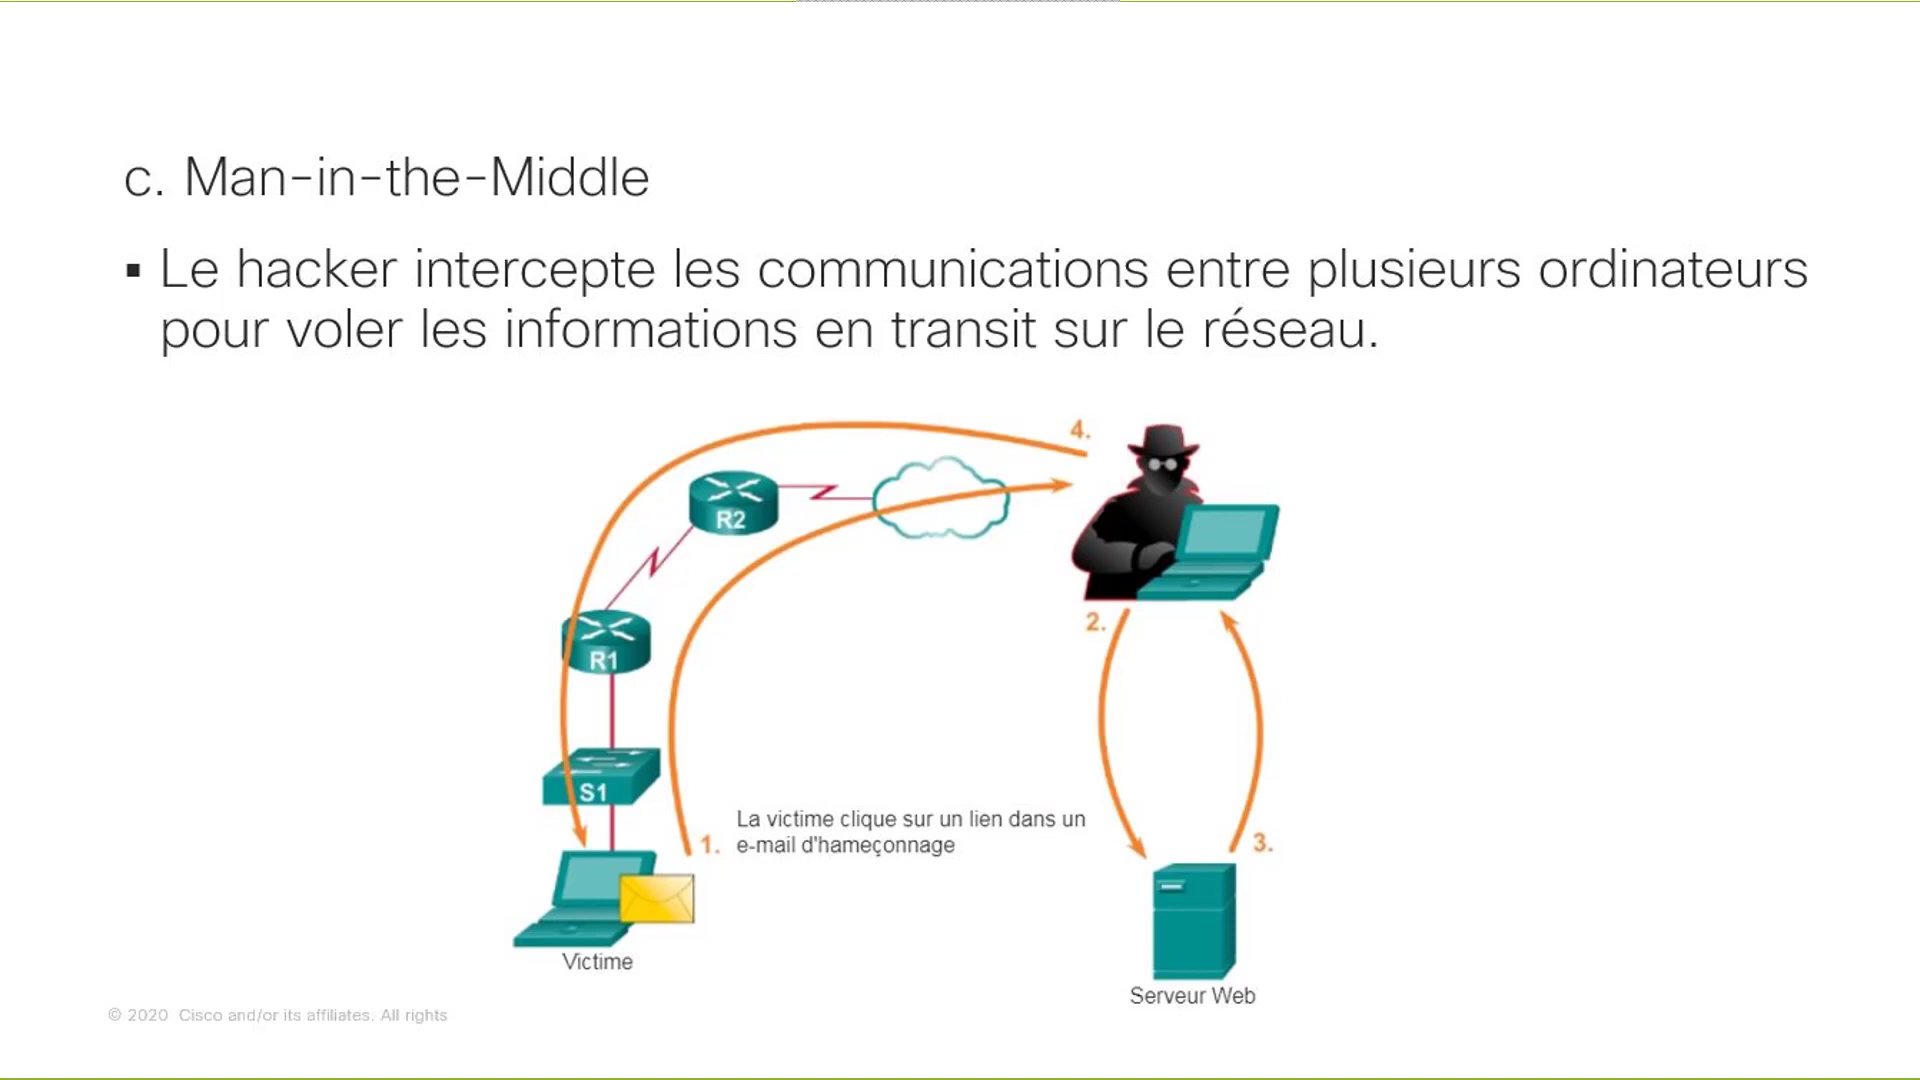 c. Man-in-the-Middle
▪ Le hacker intercepte les communications entre plusieurs ordinateurs
pour voler les informations en transit sur le réseau.
4.
R2
2.
R1
S1
La victime clique sur un lien dans un
1. e-mail d'hameçonnage
3.
Victime
Serveur Web
© 2020 Cisco and/or its affiliates. All rights